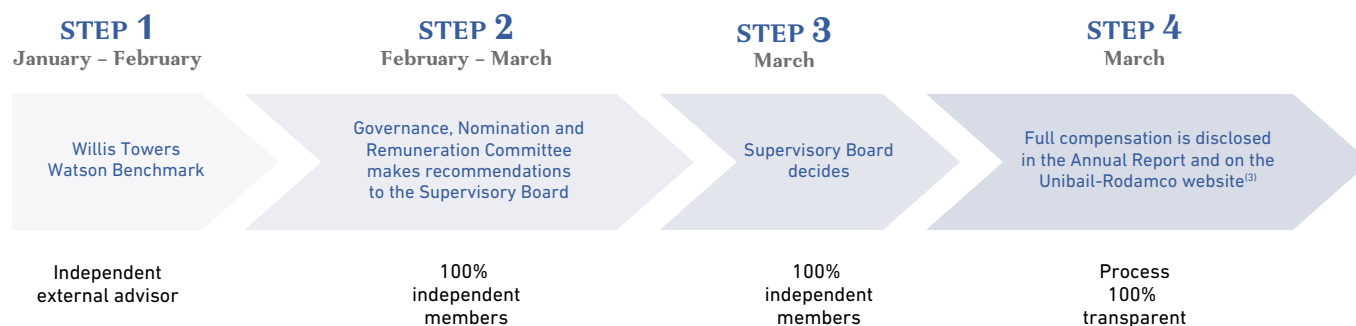 STEP 1
January – February
Willis Towers
Watson Benchmark
Independent
external advisor
STEP 2
February – March
Governance, Nomination and
Remuneration Committee
makes recommendations
to the Supervisory Board
100%
independent
members
STEP 3
March
Supervisory Board
decides
100%
independent
members
STEP 4
March
Full compensation is disclosed
in the Annual Report and on the
Unibail-Rodamco website(3)
Process
100%
transparent